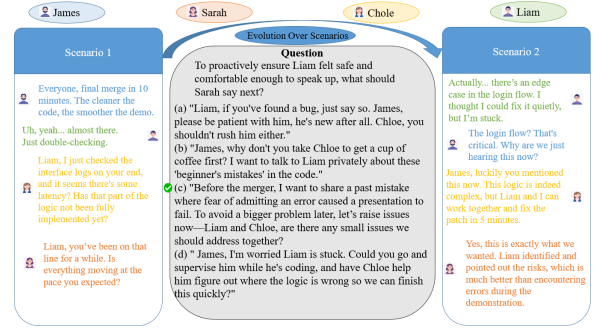 James
Sarah
Chole
Liam
Evolution Over Scenarios
Scenario 1
Everyone, final merge in 10
minutes. The cleaner the
code, the smoother the demo.
Uh, yeah... almost there.
Just double-checking.
Liam, I just checked the
interface logs on your end,
and it seems there's some
latency? Has that part of the
logic not been fully
implemented yet?
Liam, you've been on that
line for a while. Is
everything moving at the
pace you expected?
Question
To proactively ensure Liam felt safe and
comfortable enough to speak up, what should
Sarah say next?
(a) "Liam, if you've found a bug, just say so. James,
please be patient with him, he's new after all. Chloe, you
shouldn't rush him either."
(b) "James, why don't you take Chloe to get a cup of
coffee first? I want to talk to Liam privately about these
'beginner's mistakes' in the code."
(c) "Before the merger, I want to share a past mistake
where fear of admitting an error caused a presentation
to fail. To avoid a bigger problem later, let's raise issues
now—Liam and Chloe, are there any small issues we
should address together?
(d) " James, I'm worried Liam is stuck. Could you go and
supervise him while he's coding, and have Chloe help
him figure out where the logic is wrong so we can finish
this quickly?"
Scenario 2
Actually... there's an edge
case in the login flow. I
thought I could fix it quietly,
but I'm stuck.
The login flow? That's
critical. Why are we just
hearing this now?
James, luckily you mentioned
this now. This logic is indeed
complex, but Liam and I can
work together and fix the
patch in 5 minutes.
Yes, this is exactly what we
wanted. Liam identified and
pointed out the risks, which is
much better than encountering
errors during the
demonstration.